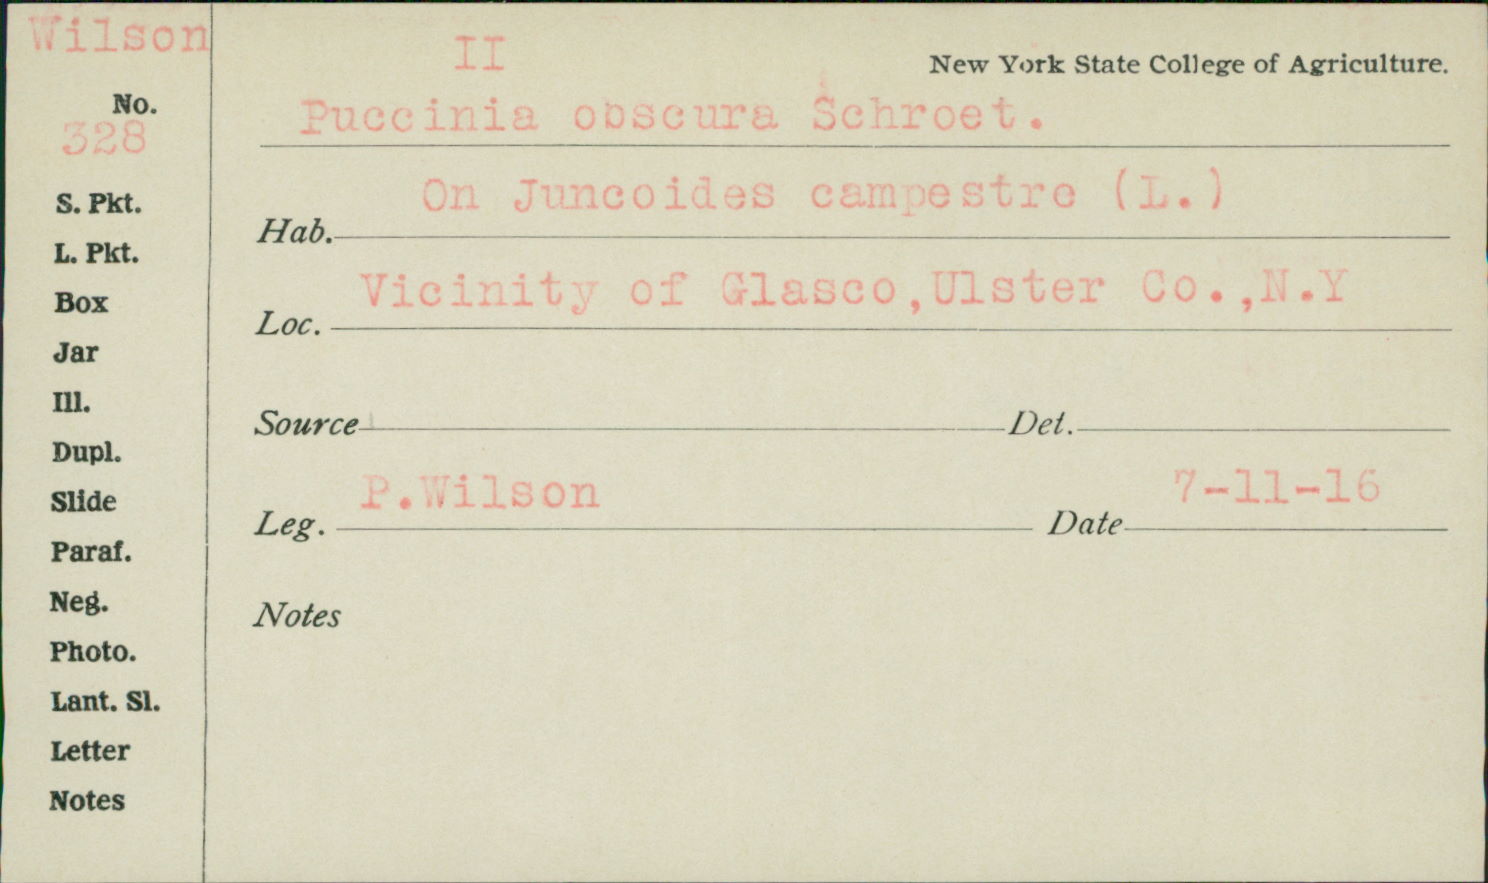 Wilson
No.
328
S. Pkt.
L. Pkt.
Box
Jar
Ill.
Dupl.
Slide
Paraf.
Neg.
Photo.
Lant. Sl.
Letter
Notes
II
New York State College of Agriculture.
Puccinia obscura Schroet.
Hab. On Juncoides campestre (L.)
Loc. Vicinity of Glasco,Ulster Co.,N.Y
Source Det.
Leg. P.Wilson Date 7-11-16
Notes